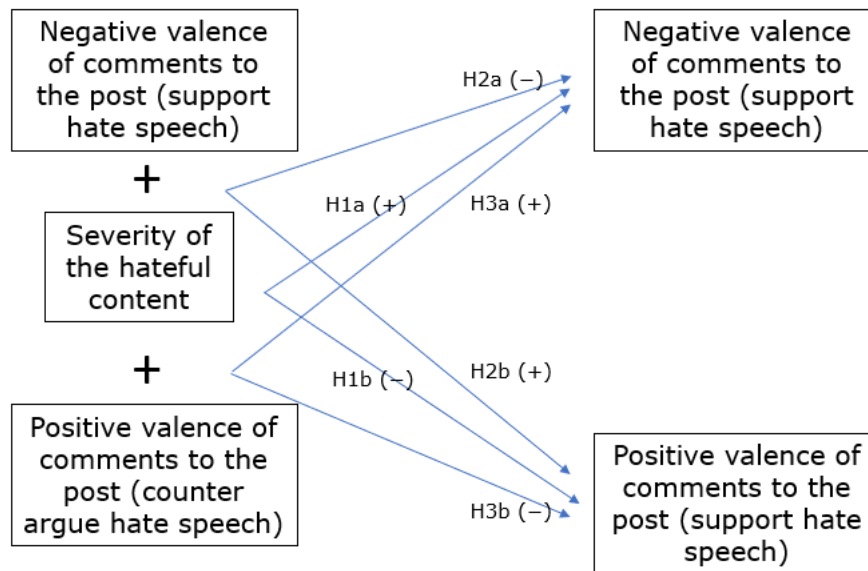 Negative valence
of comments to
the post (support
hate speech)
+
Severity of
the hateful
content
+
Positive valence of
comments to the
post (counter
argue hate speech)
H2a (−)
H1a (+)
H3a (+)
H1b (−)
H2b (+)
H3b (−)
Negative valence
of comments to
the post (support
hate speech)
Positive valence of
comments to the
post (support hate
speech)